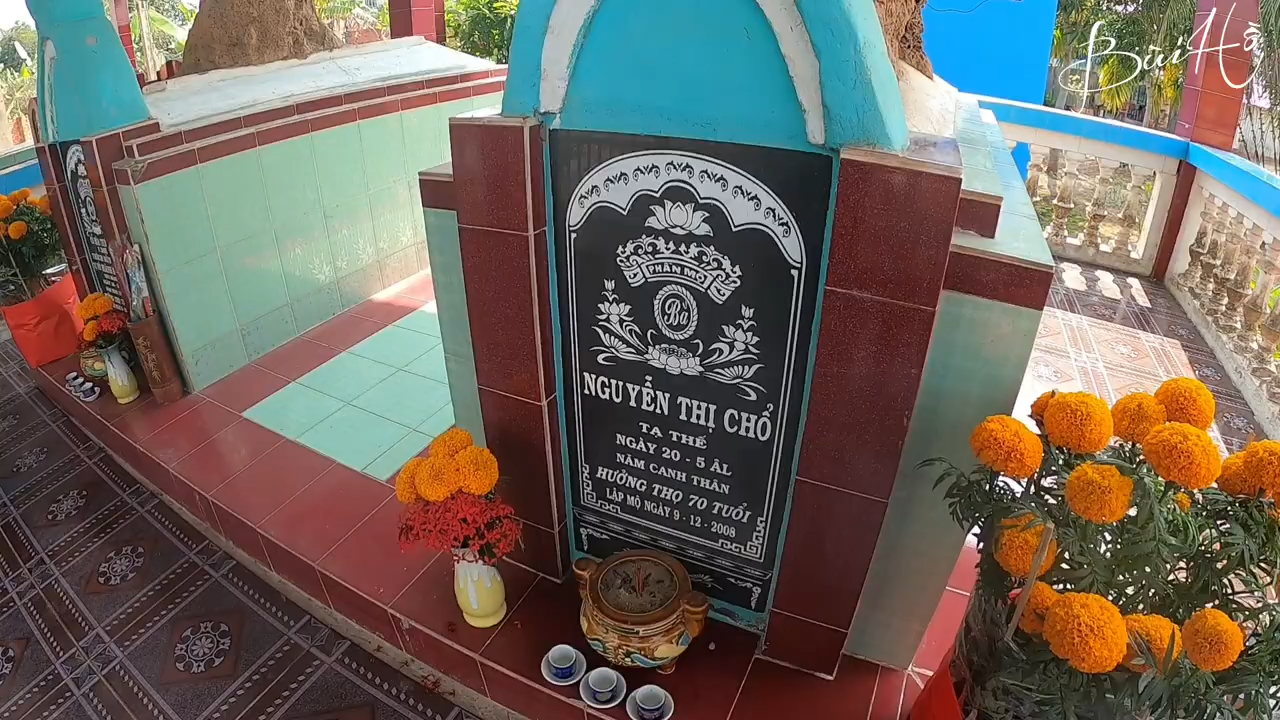 Bùi Hồ
PHẦN MỘ
Bà
NGUYỄN THỊ CHỔ
TẠ THẾ
NGÀY 20 - 5 ÂL
NĂM CANH THÂN
HƯỞNG THỌ 70 TUỔI
LẬP MỘ NGÀY 9 - 12 - 2008